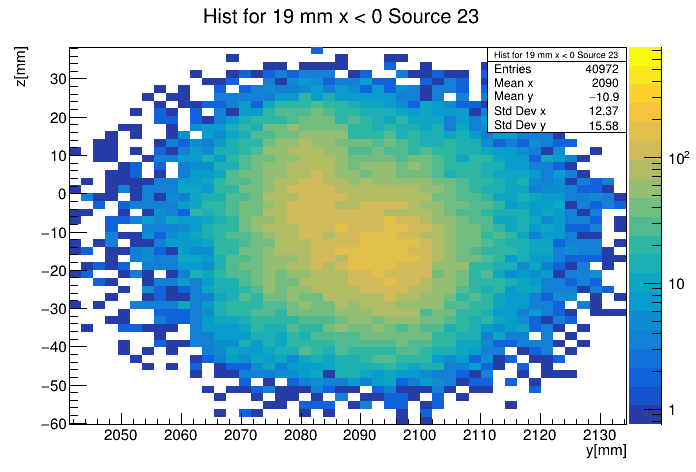 Hist for 19 mm x < 0 Source 23
z[mm]
Hist for 19 mm x < 0 Source 23
Entries 40972
Mean x 2090
Mean y −10.9
Std Dev x 12.37
Std Dev y 15.58
30
20
10
0
−10
−20
−30
−40
−50
−60
10²
10
1
2050 2060 2070 2080 2090 2100 2110 2120 2130
y[mm]